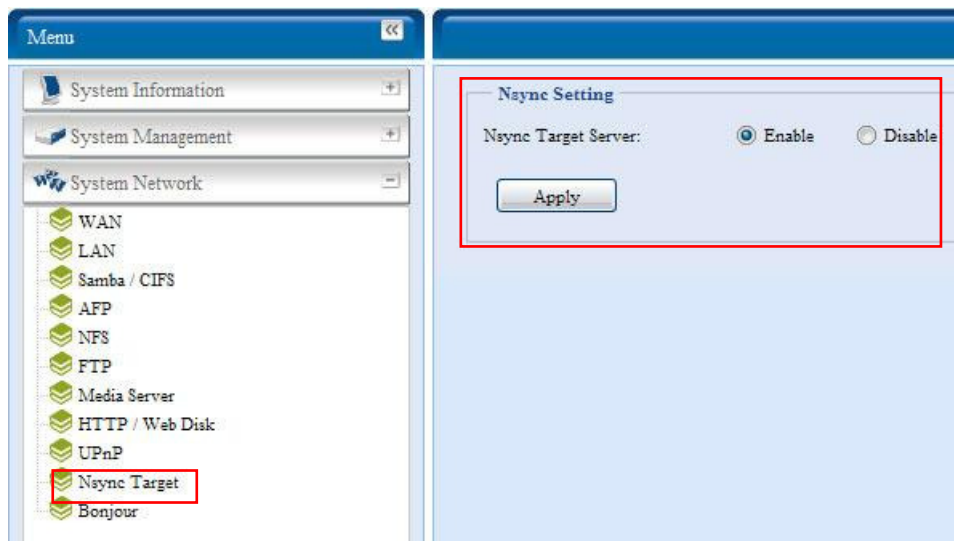 Menu
System Information
System Management
System Network
WAN
LAN
Samba / CIFS
AFP
NFS
FTP
Media Server
HTTP / Web Disk
UPnP
Nsync Target
Bonjour
Nsync Setting
Nsync Target Server: Enable Disable
Apply